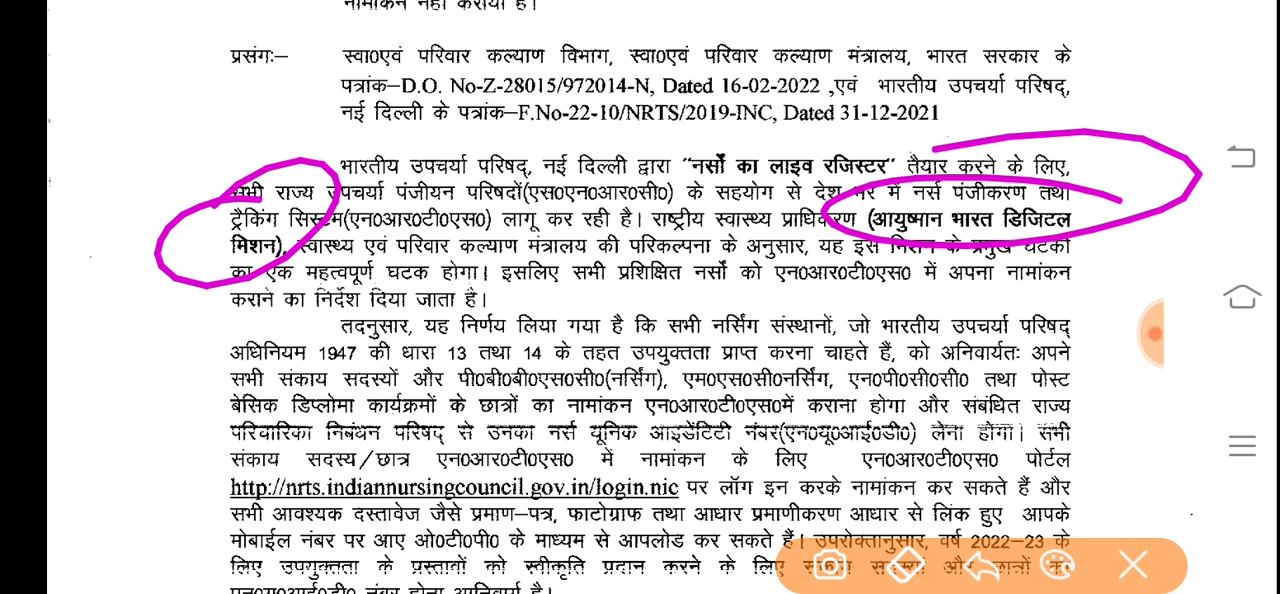 नामांकन नहीं कराया है।
प्रसंगः– स्वा0एवं परिवार कल्याण विभाग, स्वा0एवं परिवार कल्याण मंत्रालय, भारत सरकार के
पत्रांक–D.O. No-Z-28015/972014-N, Dated 16-02-2022 ,एवं भारतीय उपचर्या परिषद्,
नई दिल्ली के पत्रांक–F.No-22-10/NRTS/2019-INC, Dated 31-12-2021
भारतीय उपचर्या परिषद्, नई दिल्ली द्वारा "नर्सों का लाइव रजिस्टर" तैयार करने के लिए,
सभी राज्य उपचर्या पंजीयन परिषदों(एस0एन0आर0सी0) के सहयोग से देश भर में नर्स पंजीकरण तथा
ट्रैकिंग सिस्टम(एन0आर0टी0एस0) लागू कर रही है। राष्ट्रीय स्वास्थ्य प्राधिकरण (आयुष्मान भारत डिजिटल
मिशन), स्वास्थ्य एवं परिवार कल्याण मंत्रालय की परिकल्पना के अनुसार, यह इस मिशन के प्रमुख घटकों
का एक महत्वपूर्ण घटक होगा। इसलिए सभी प्रशिक्षित नर्सों को एन0आर0टी0एस0 में अपना नामांकन
कराने का निर्देश दिया जाता है।
तदनुसार, यह निर्णय लिया गया है कि सभी नर्सिंग संस्थानों, जो भारतीय उपचर्या परिषद्
अधिनियम 1947 की धारा 13 तथा 14 के तहत उपयुक्तता प्राप्त करना चाहते हैं, को अनिवार्यतः अपने
सभी संकाय सदस्यों और पी0बी0बी0एस0सी0(नर्सिंग), एम0एस0सी0नर्सिंग, एन0पी0सी0सी0 तथा पोस्ट
बेसिक डिप्लोमा कार्यक्रमों के छात्रों का नामांकन एन0आर0टी0एस0में कराना होगा और संबंधित राज्य
परिचारिका निबंधन परिषद् से उनका नर्स यूनिक आइडेंटिटी नंबर(एन0यू0आई0डी0) लेना होगा। सभी
संकाय सदस्य/छात्र एन0आर0टी0एस0 में नामांकन के लिए एन0आर0टी0एस0 पोर्टल
http://nrts.indiannursingcouncil.gov.in/login.nic पर लॉग इन करके नामांकन कर सकते हैं और
सभी आवश्यक दस्तावेज जैसे प्रमाण–पत्र, फाटोग्राफ तथा आधार प्रमाणीकरण आधार से लिंक हुए आपके
मोबाईल नंबर पर आए ओ0टी0पी0 के माध्यम से आपलोड कर सकते हैं। उपरोक्तानुसार, वर्ष 2022–23 के
लिए उपयुक्तता के प्रस्तावों को स्वीकृति प्रदान करने के लिए संकाय सदस्यों और छात्रों का
एन0यू0आई0डी0 नंबर होना अनिवार्य है।